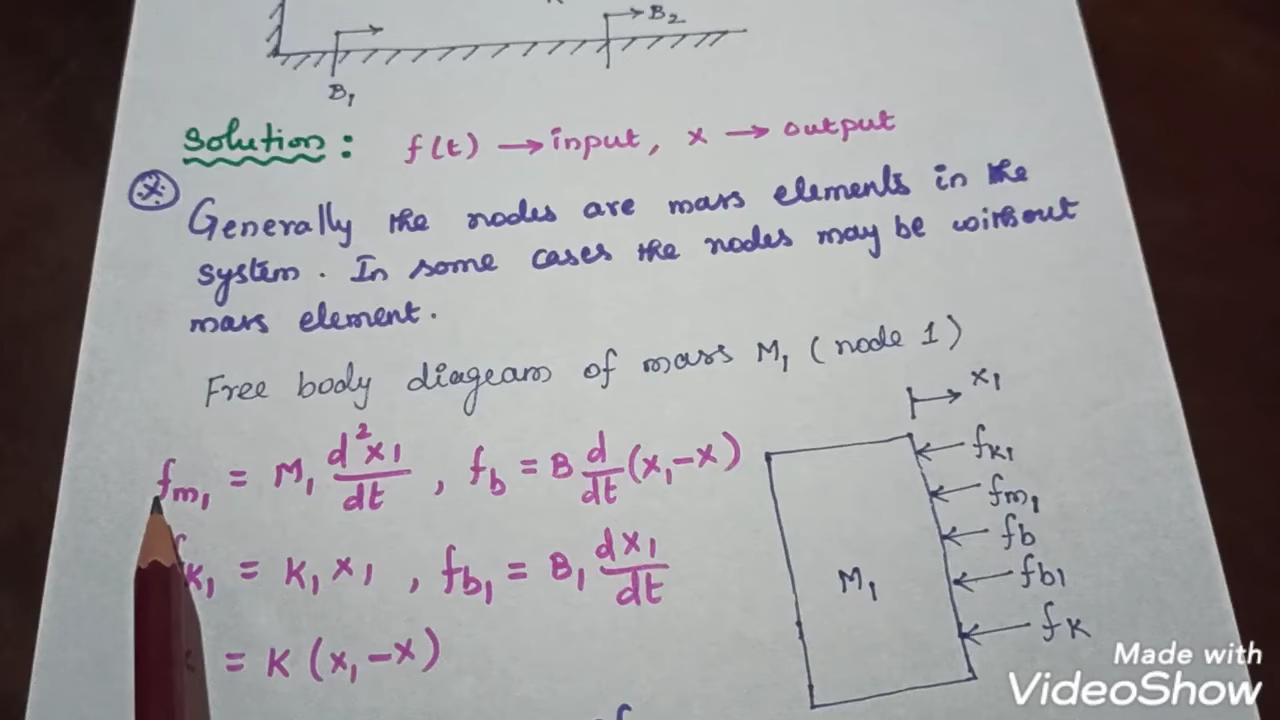 B₂
B₁
Solution : f(t) → input, x → output
Generally the nodes are mass elements in the
system. In some cases the nodes may be without
mass element.
Free body diagram of mass M₁ (node 1)
x₁
fm₁ = M₁ d²x₁/dt , fb = B d/dt (x₁-x)
K₁ = K₁ x₁ , fb₁ = B₁ dx₁/dt
= K (x₁-x)
fK₁
fm₁
fb
fb1
fK
M₁
Made with
VideoShow